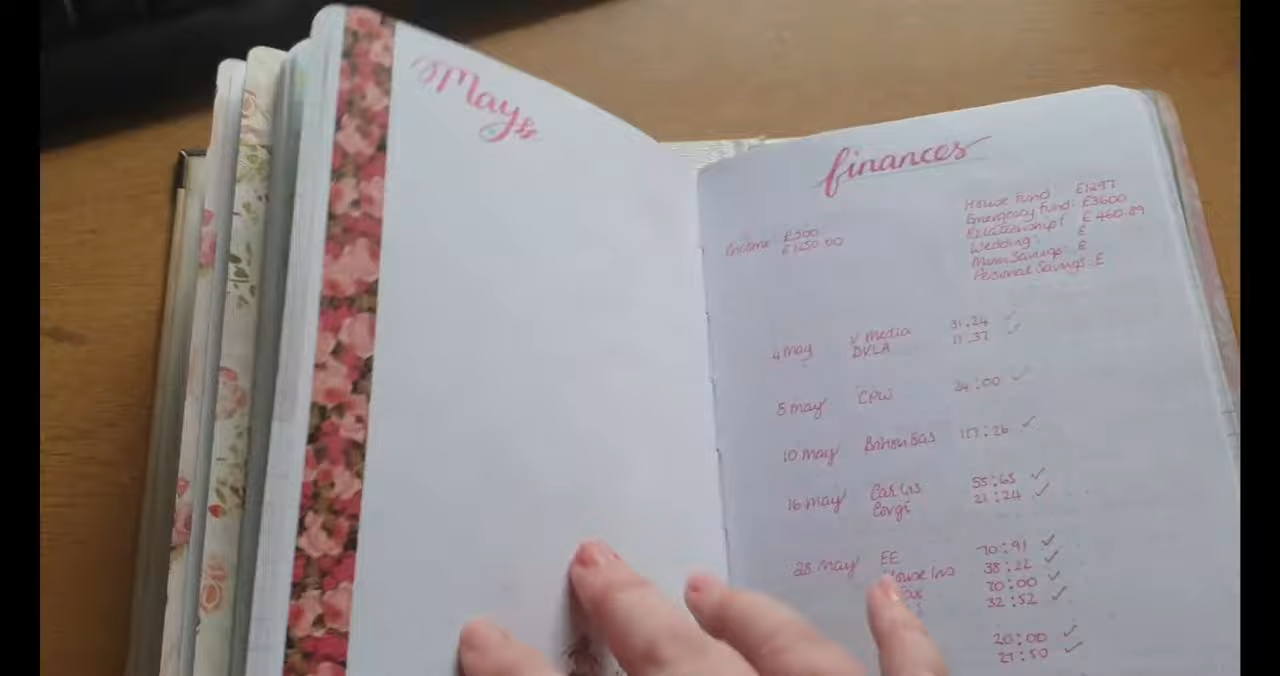 May
finances
Income: £500
£1250.00
House Fund: £1297
Emergency Fund: £3600
Relationship: £460.89
Wedding: £
Mum Savings: £
Personal Savings: £
4 May V Media 31.24 ✓
DVLA 11.37 ✓
5 May CPW 24:00 ✓
10 May British Gas 117:26 ✓
16 May Car Ins 55:65 ✓
Corgi 21:24 ✓
28 May EE 70:91 ✓
House Ins 38:22 ✓
70:00 ✓
32:52 ✓
20:00 ✓
27:50 ✓